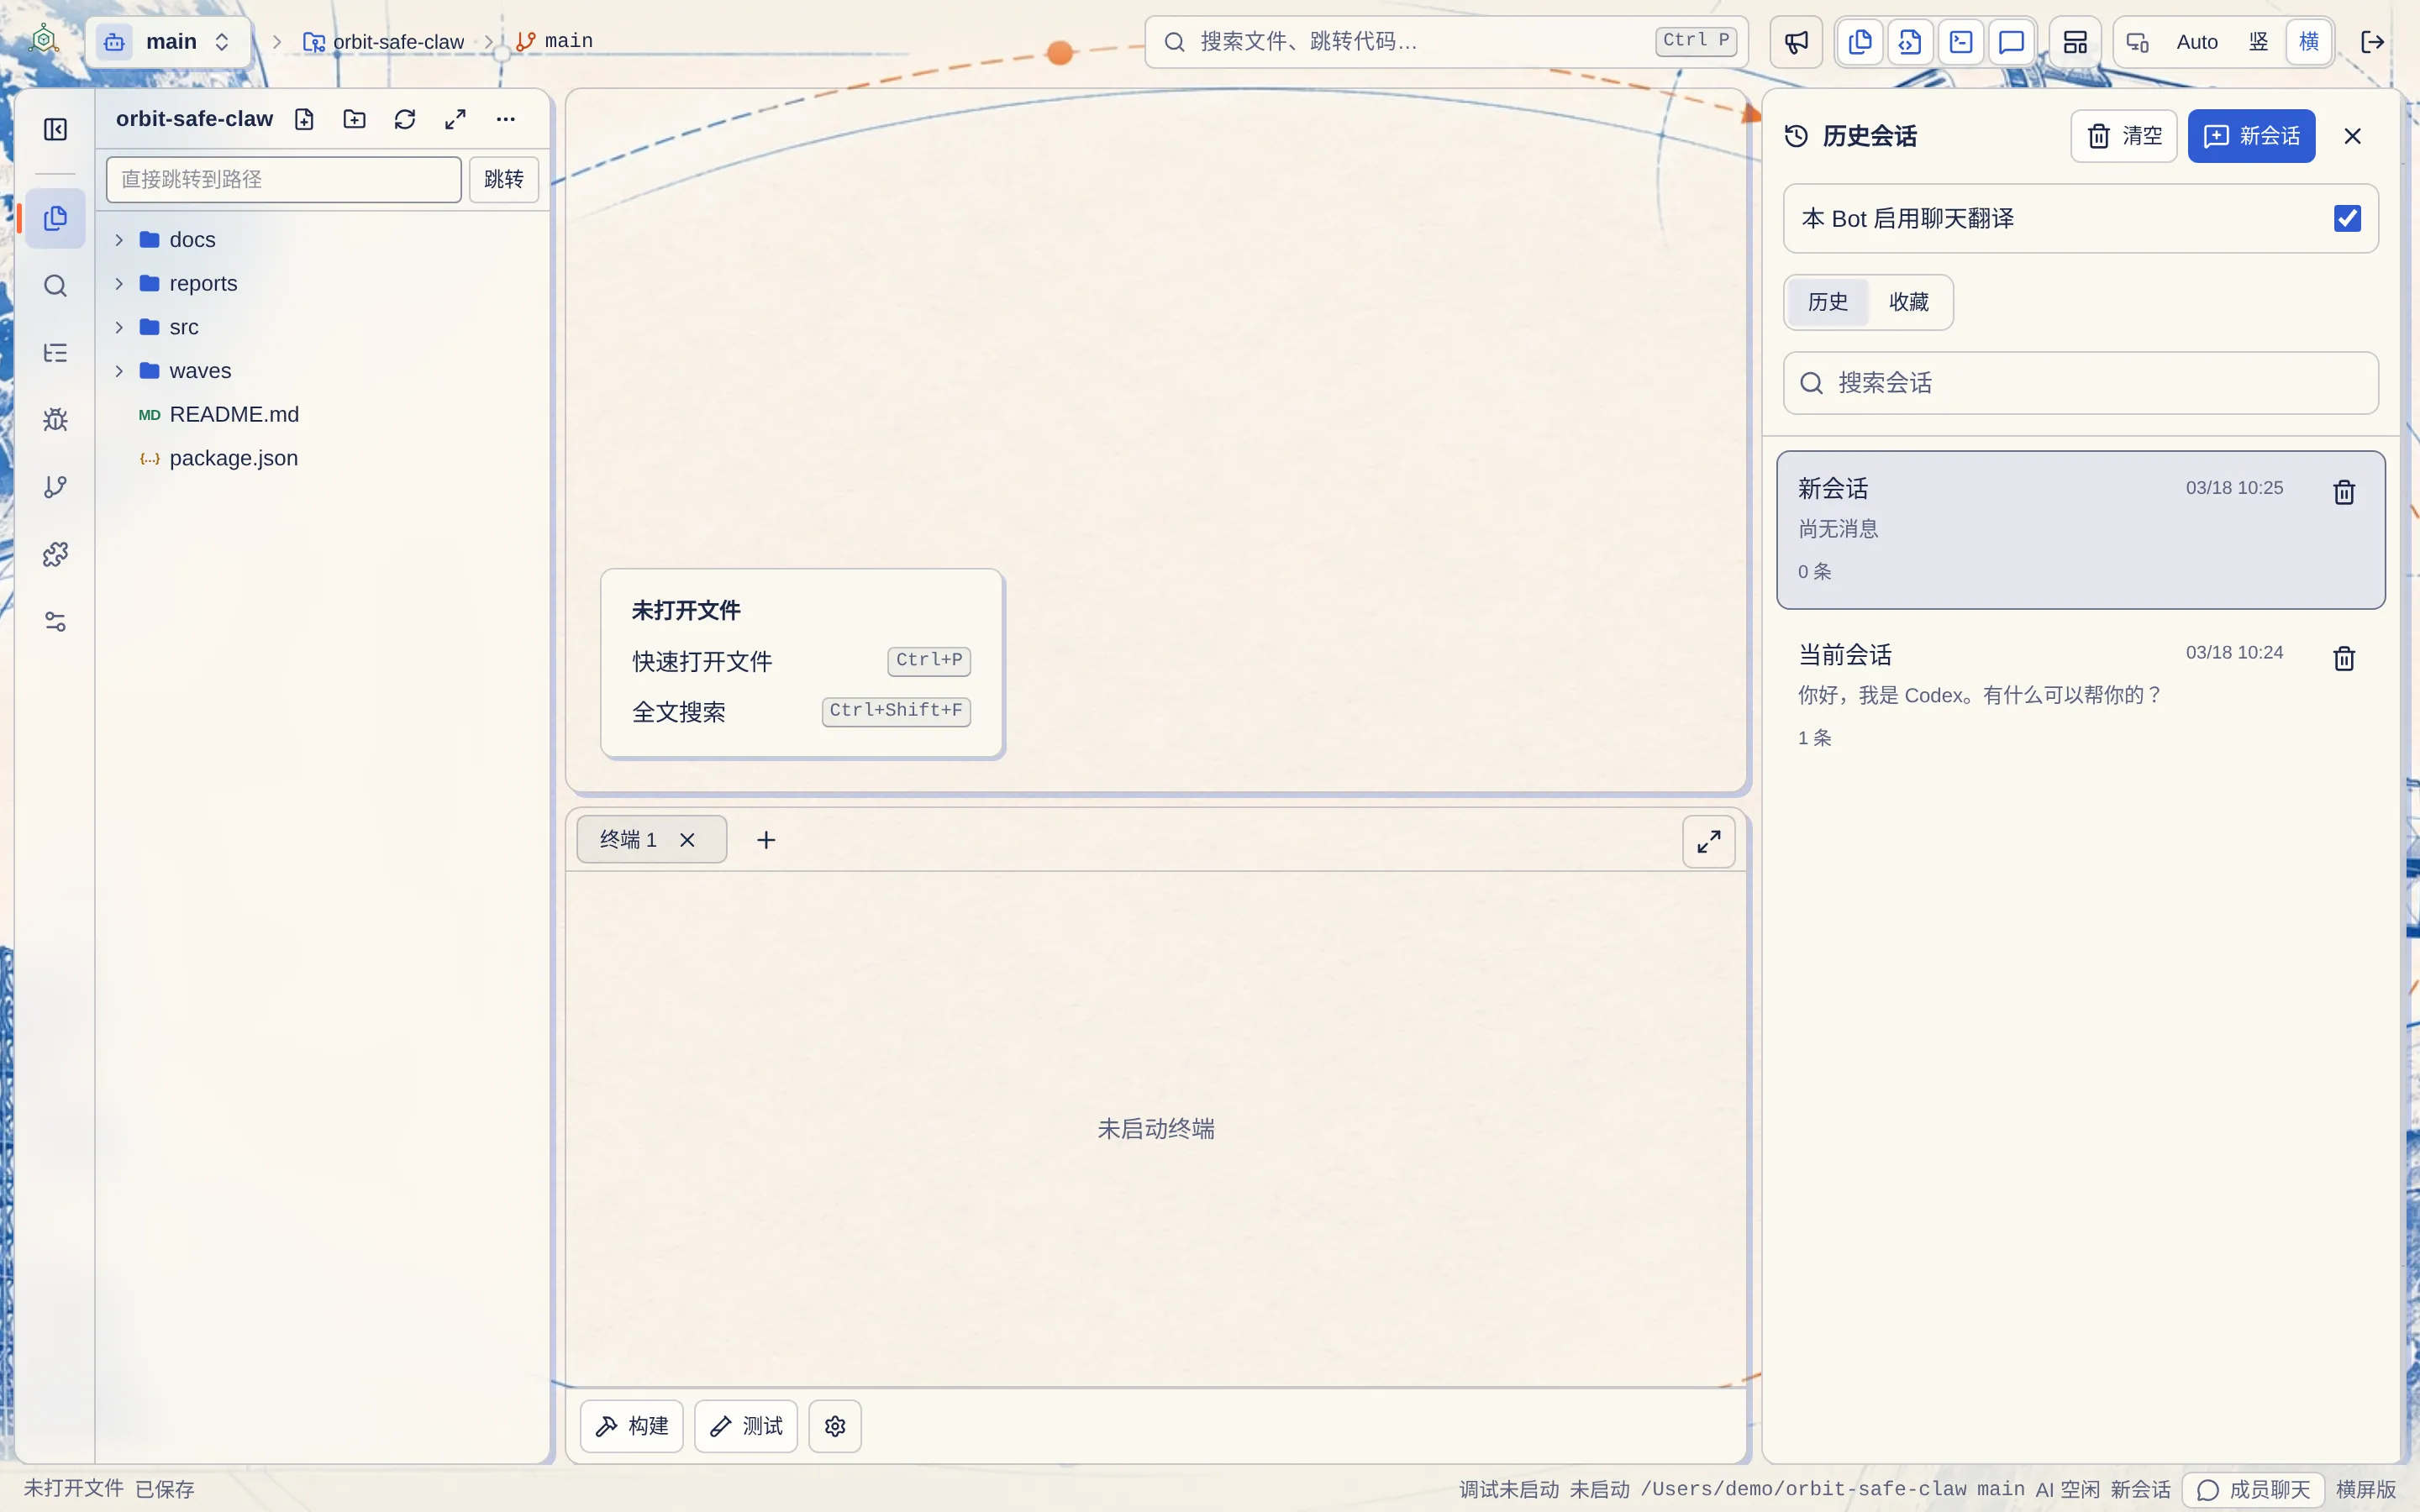 main
orbit-safe-claw
main
搜索文件、跳转代码...
Ctrl P
Auto
竖
横
orbit-safe-claw
直接跳转到路径
跳转
docs
reports
src
waves
MD README.md
{...} package.json
未打开文件
快速打开文件
Ctrl+P
全文搜索
Ctrl+Shift+F
终端 1
未启动终端
构建
测试
历史会话
清空
新会话
本 Bot 启用聊天翻译
历史
收藏
搜索会话
新会话
03/18 10:25
尚无消息
0 条
当前会话
03/18 10:24
你好，我是 Codex。有什么可以帮你的？
1 条
未打开文件 已保存
调试未启动 未启动 /Users/demo/orbit-safe-claw main AI 空闲 新会话
成员聊天
横屏版